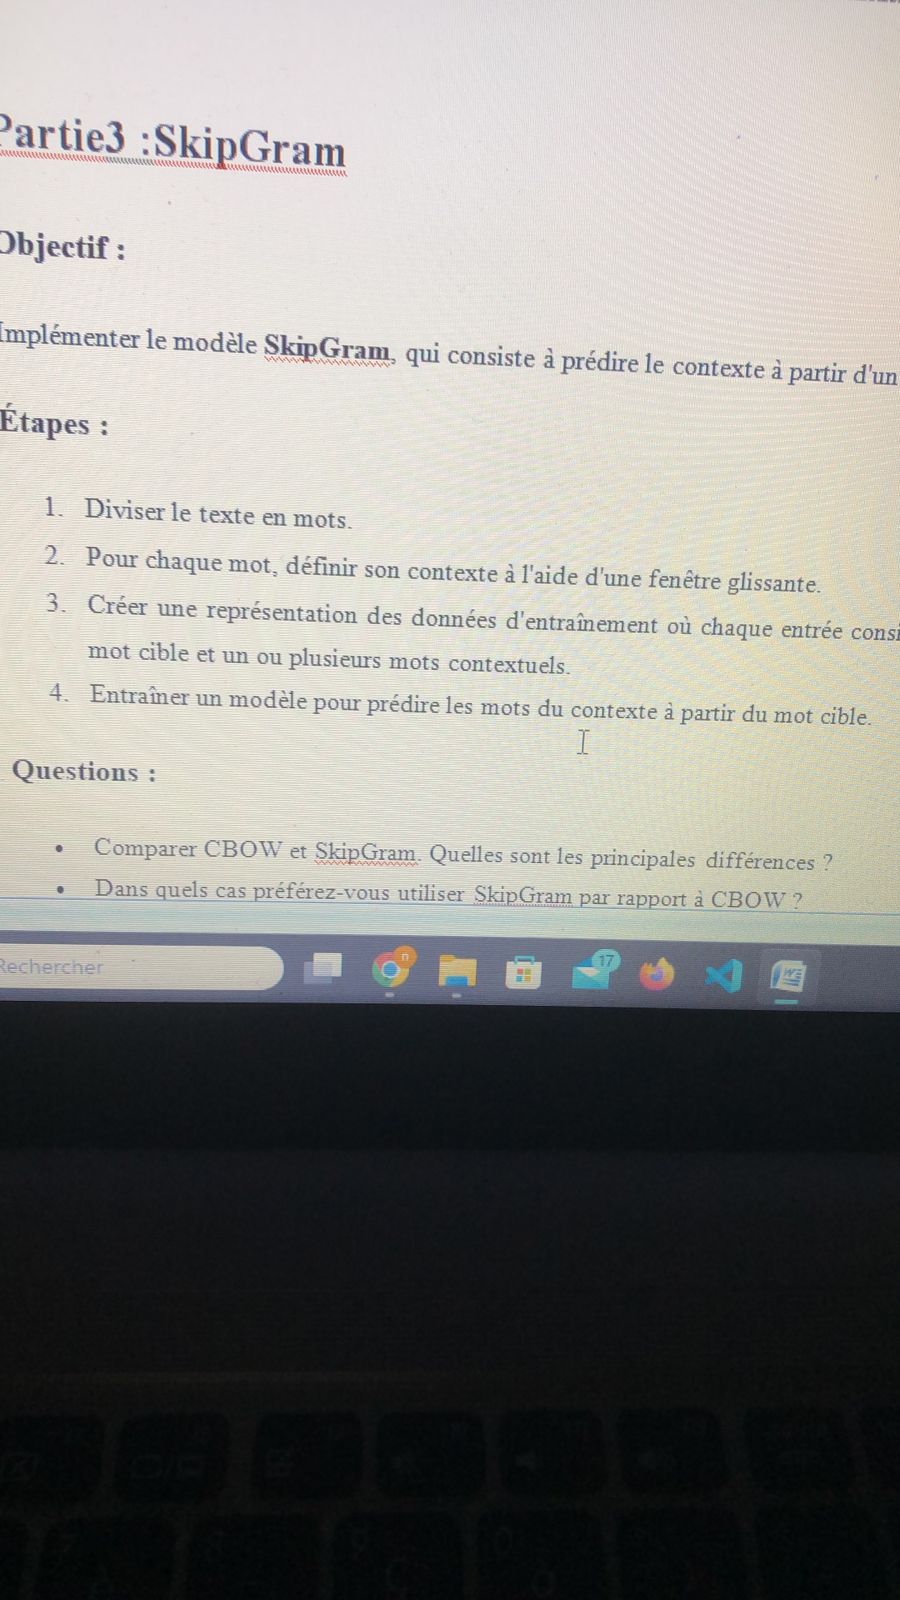 Partie3 :SkipGram
Objectif :
Implémenter le modèle SkipGram, qui consiste à prédire le contexte à partir d'un
Étapes :
1. Diviser le texte en mots.
2. Pour chaque mot, définir son contexte à l'aide d'une fenêtre glissante.
3. Créer une représentation des données d'entraînement où chaque entrée consi
mot cible et un ou plusieurs mots contextuels.
4. Entraîner un modèle pour prédire les mots du contexte à partir du mot cible.
Questions :
• Comparer CBOW et SkipGram. Quelles sont les principales différences ?
• Dans quels cas préférez-vous utiliser SkipGram par rapport à CBOW ?
Rechercher
n
17